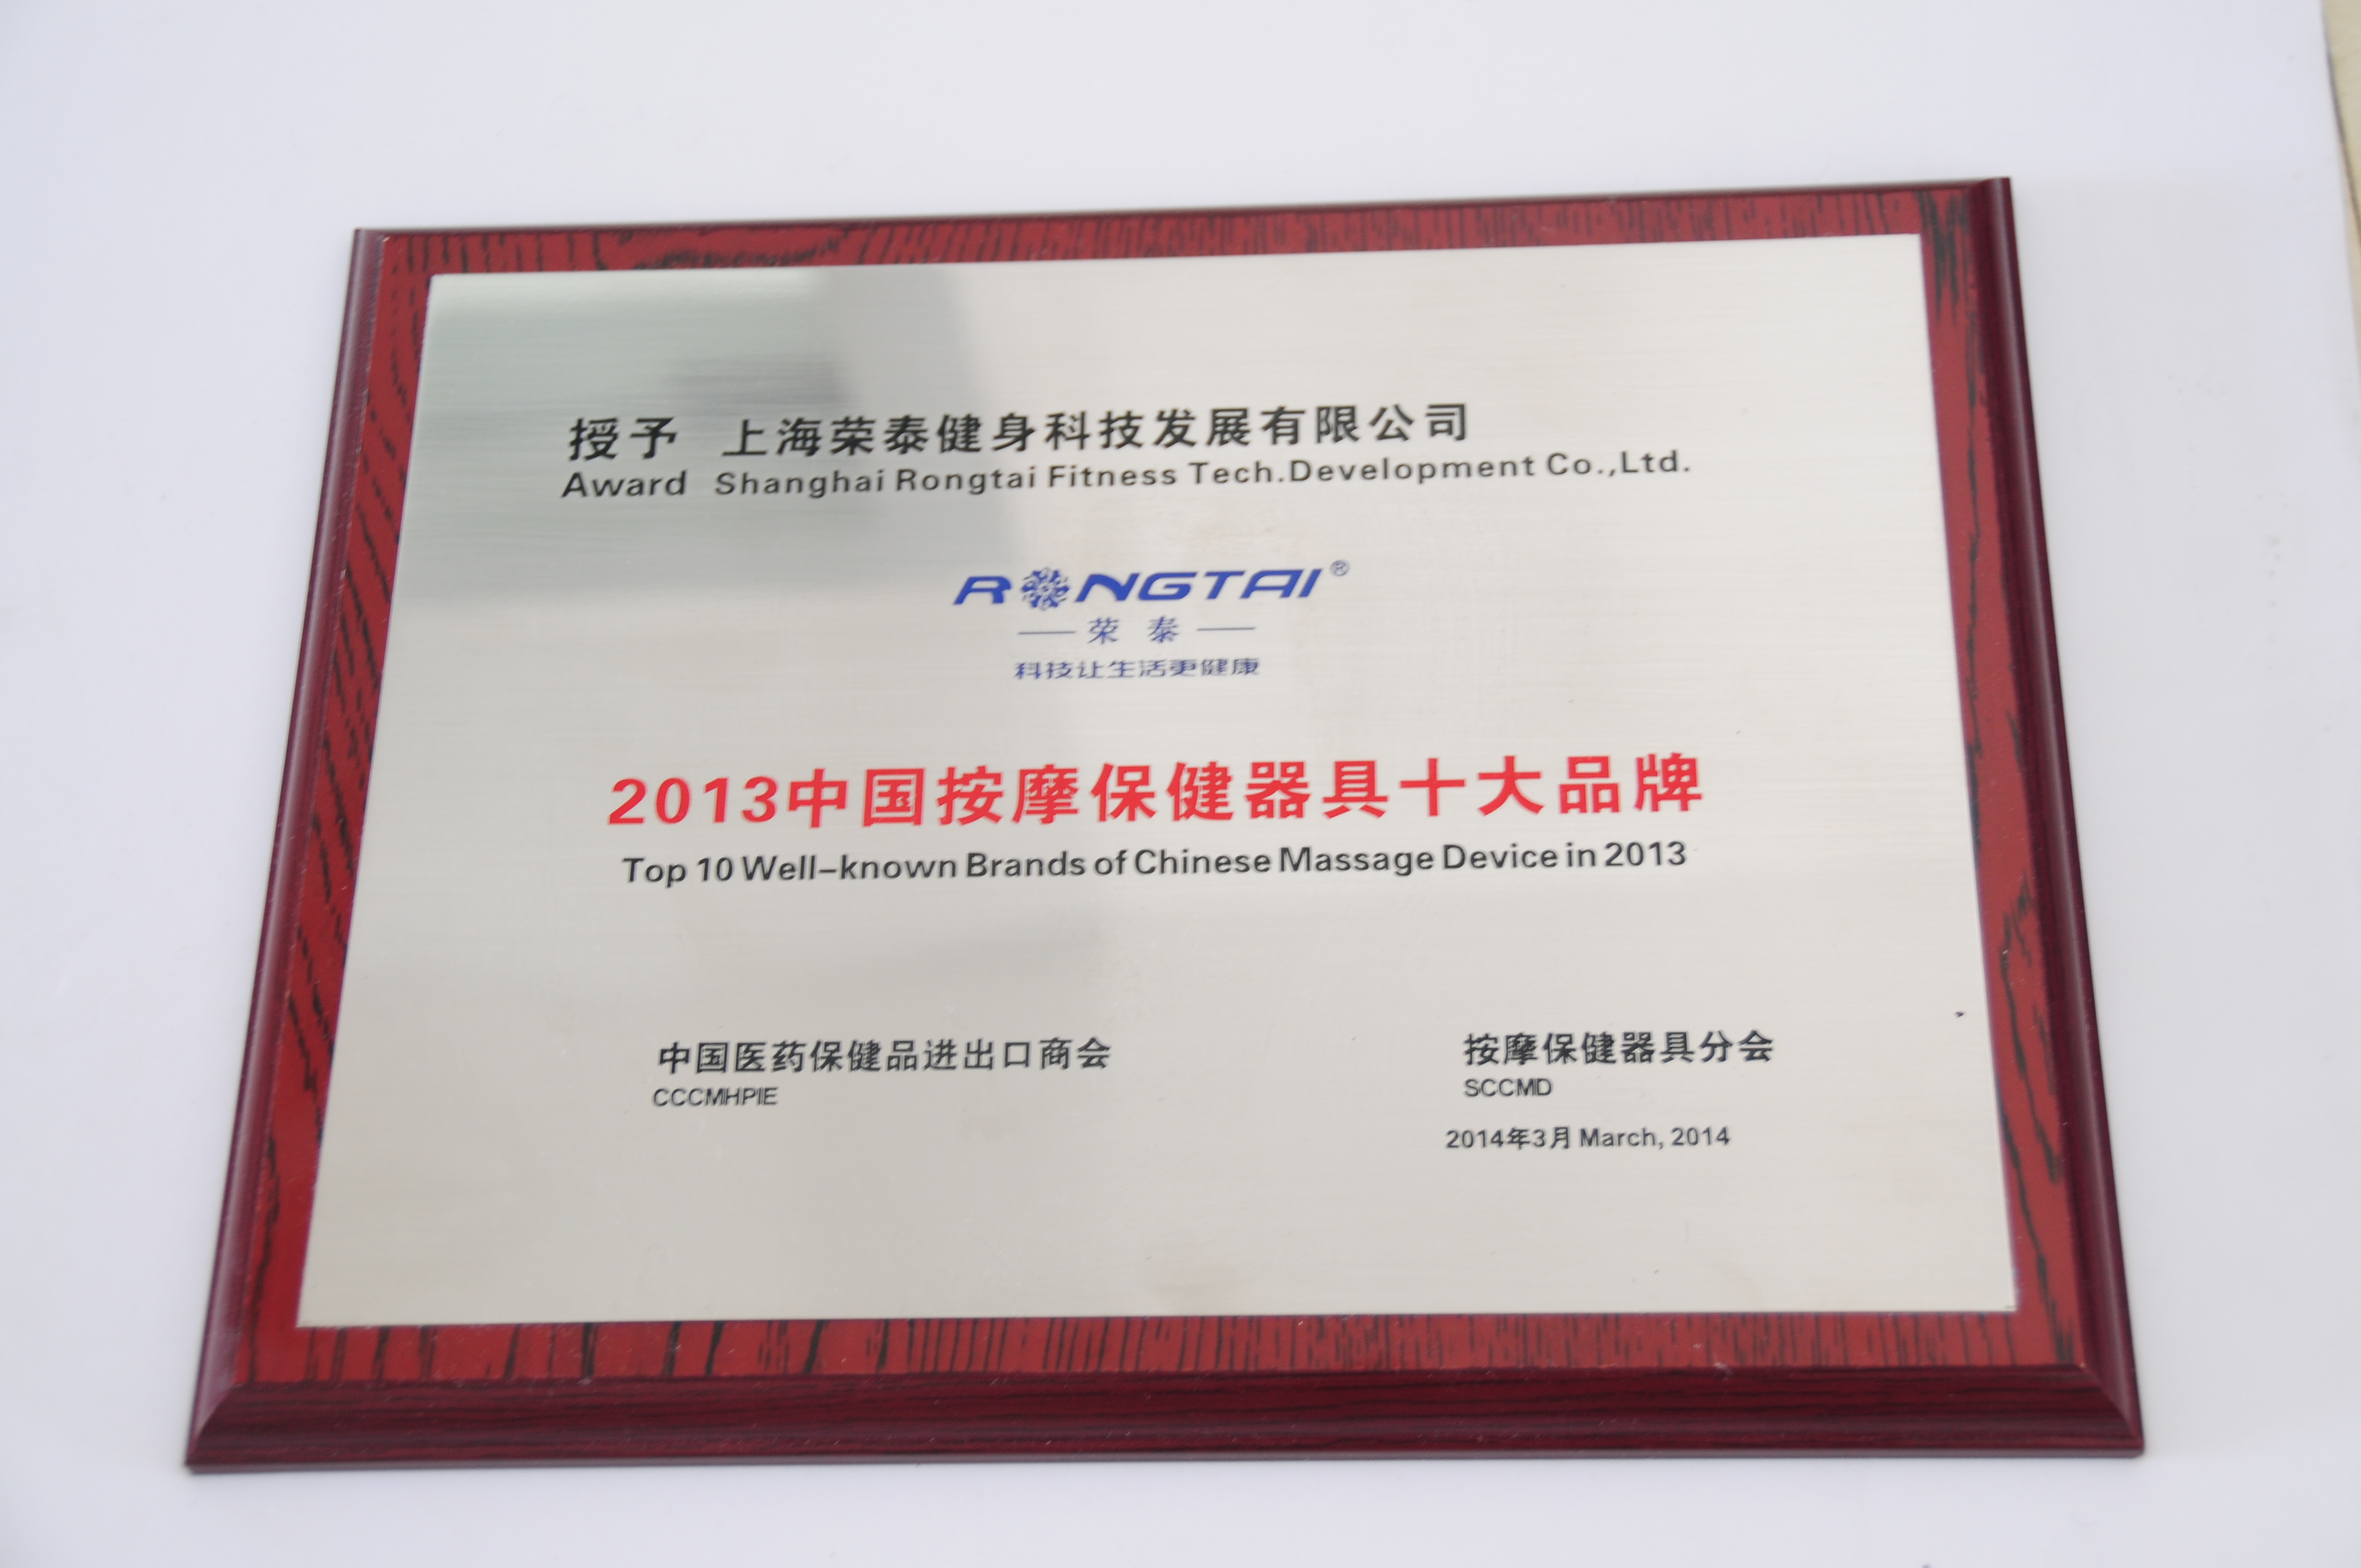 授予 上海荣泰健身科技发展有限公司
Award Shanghai Rongtai Fitness Tech.Development Co.,Ltd.
RONGTAI®
荣泰
科技让生活更健康
2013中国按摩保健器具十大品牌
Top 10 Well-known Brands of Chinese Massage Device in 2013
中国医药保健品进出口商会
CCCMHPIE
按摩保健器具分会
SCCMD
2014年3月 March, 2014